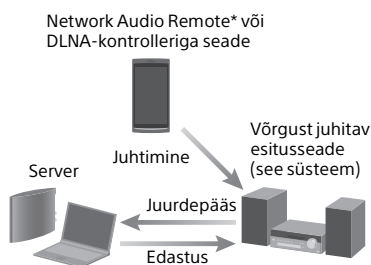 Network Audio Remote* või
DLNA-kontrolleriga seade
Juhtimine
Võrgust juhitav
esitusseade
(see süsteem)
Server
Juurdepääs
Edastus